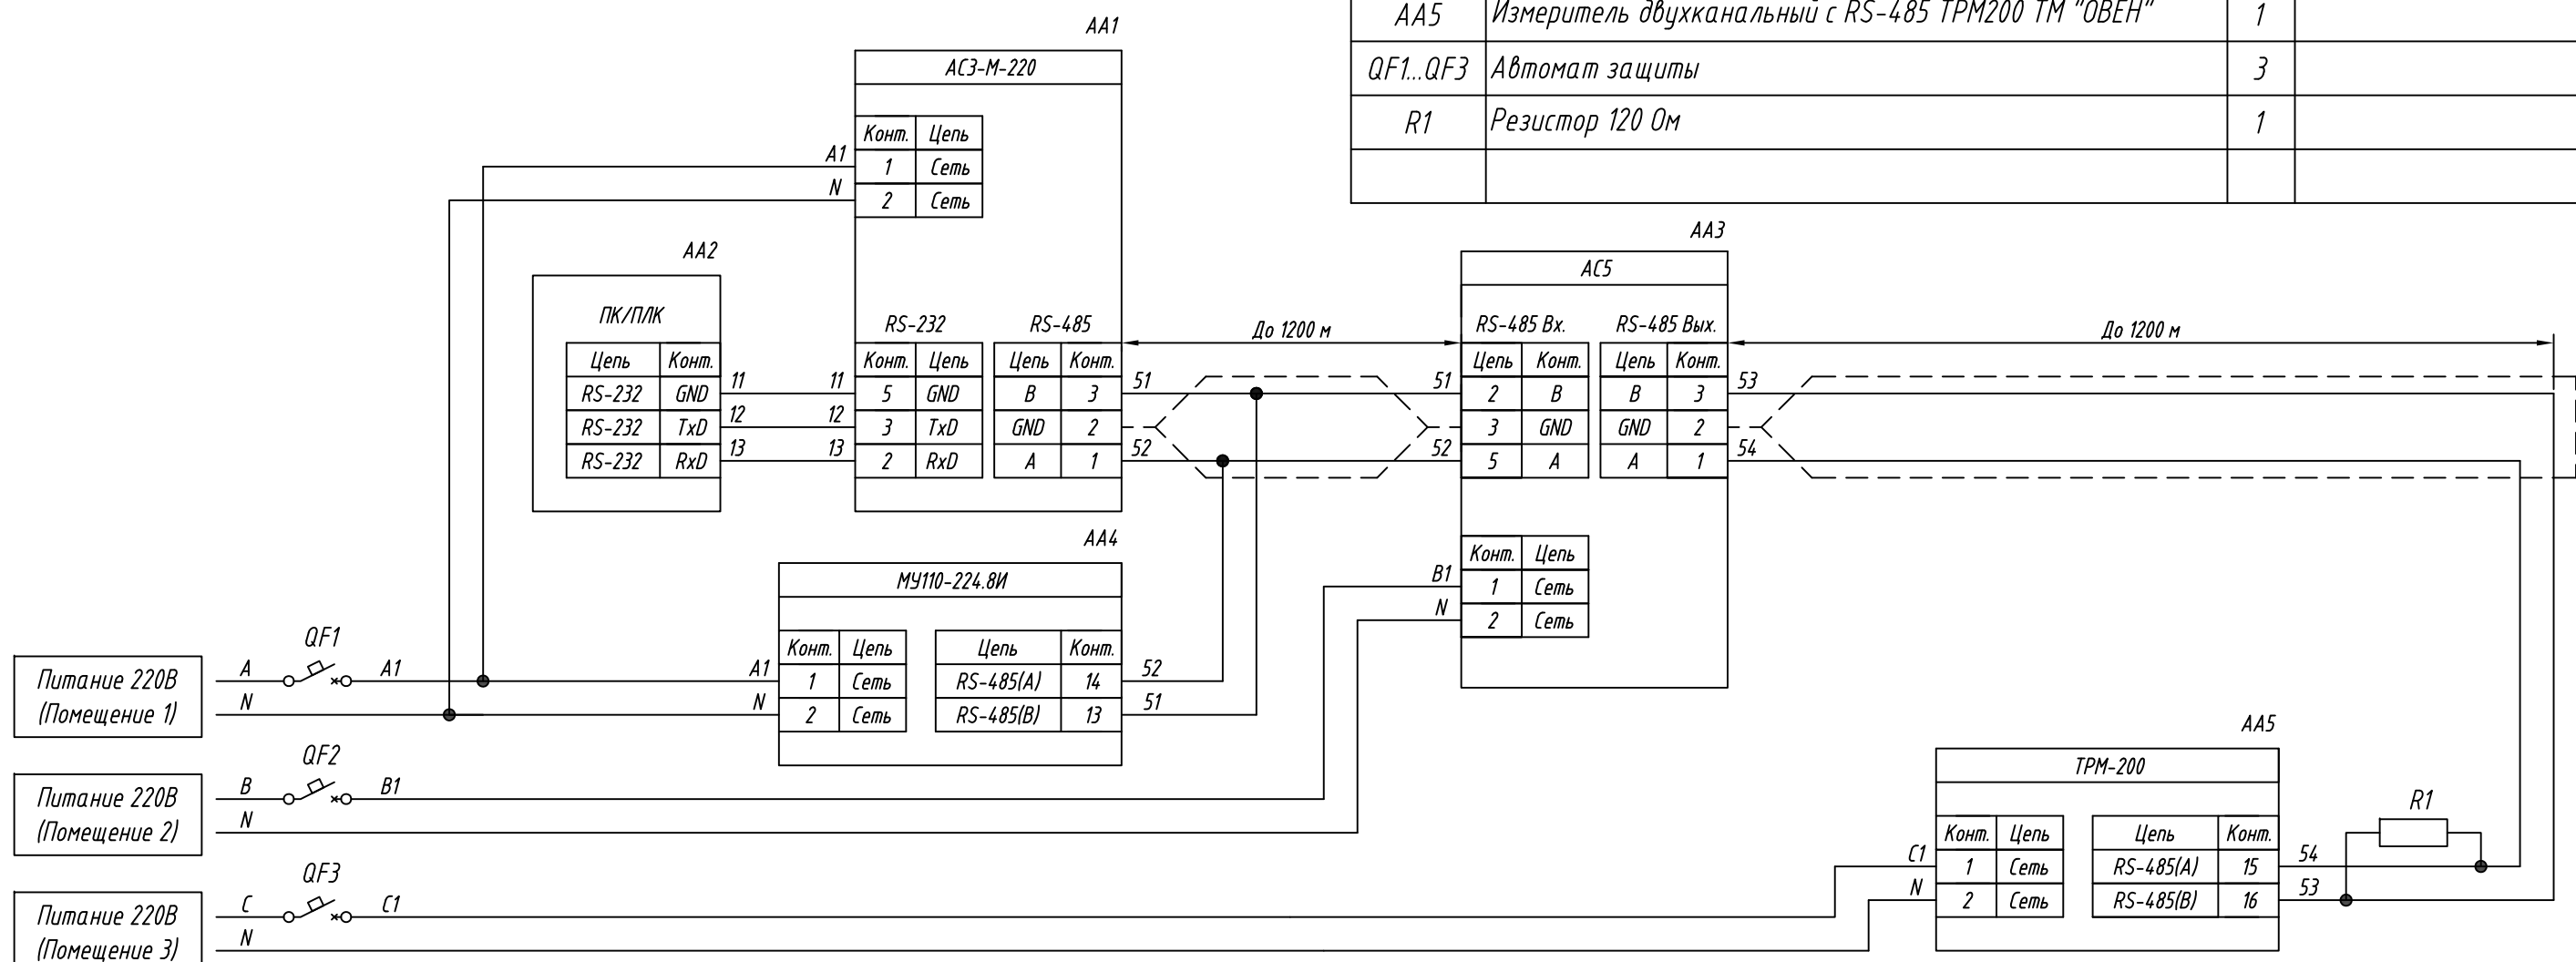 АА5 Измеритель двухканальный с RS-485 ТРМ200 ТМ "ОВЕН" 1
QF1...QF3 Автомат защиты 3
R1 Резистор 120 Ом 1
АА1
АС3-М-220
Конт. Цепь
А1 1 Сеть
N 2 Сеть
RS-232 RS-485
Конт. Цепь Цепь Конт.
11 5 GND B 3 51
12 3 TxD GND 2
13 2 RxD A 1 52
АА2
ПК/ПЛК
Цепь Конт.
RS-232 GND 11
RS-232 TxD 12
RS-232 RxD 13
До 1200 м
АА3
АС5
RS-485 Вх. RS-485 Вых.
Цепь Конт. Цепь Конт.
51 2 B B 3 53
3 GND GND 2
52 5 A A 1 54
Конт. Цепь
B1 1 Сеть
N 2 Сеть
До 1200 м
АА4
МУ110-224.8И
Конт. Цепь Цепь Конт.
А1 1 Сеть RS-485(А) 14 52
N 2 Сеть RS-485(В) 13 51
Питание 220В
(Помещение 1)
A QF1 A1
N
Питание 220В
(Помещение 2)
B QF2 B1
N
Питание 220В
(Помещение 3)
C QF3 C1
N
АА5
ТРМ-200
Конт. Цепь Цепь Конт.
C1 1 Сеть RS-485(А) 15 54
N 2 Сеть RS-485(В) 16 53
R1